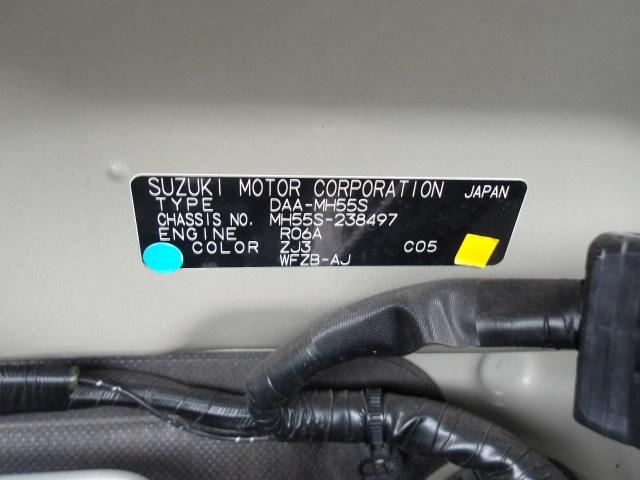 SUZUKI MOTOR CORPORATION JAPAN
TYPE DAA-MH55S
CHASSIS NO. MH55S-238497
ENGINE R06A
COLOR ZJ3 C05
WFZB-AJ